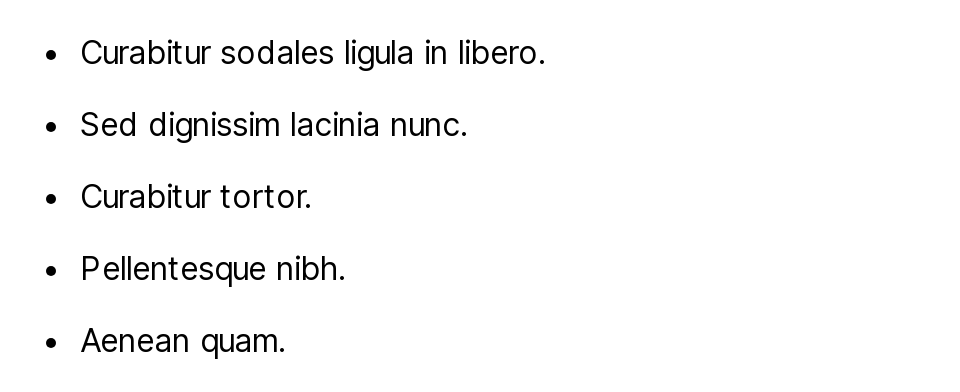 • Curabitur sodales ligula in libero.
• Sed dignissim lacinia nunc.
• Curabitur tortor.
• Pellentesque nibh.
• Aenean quam.